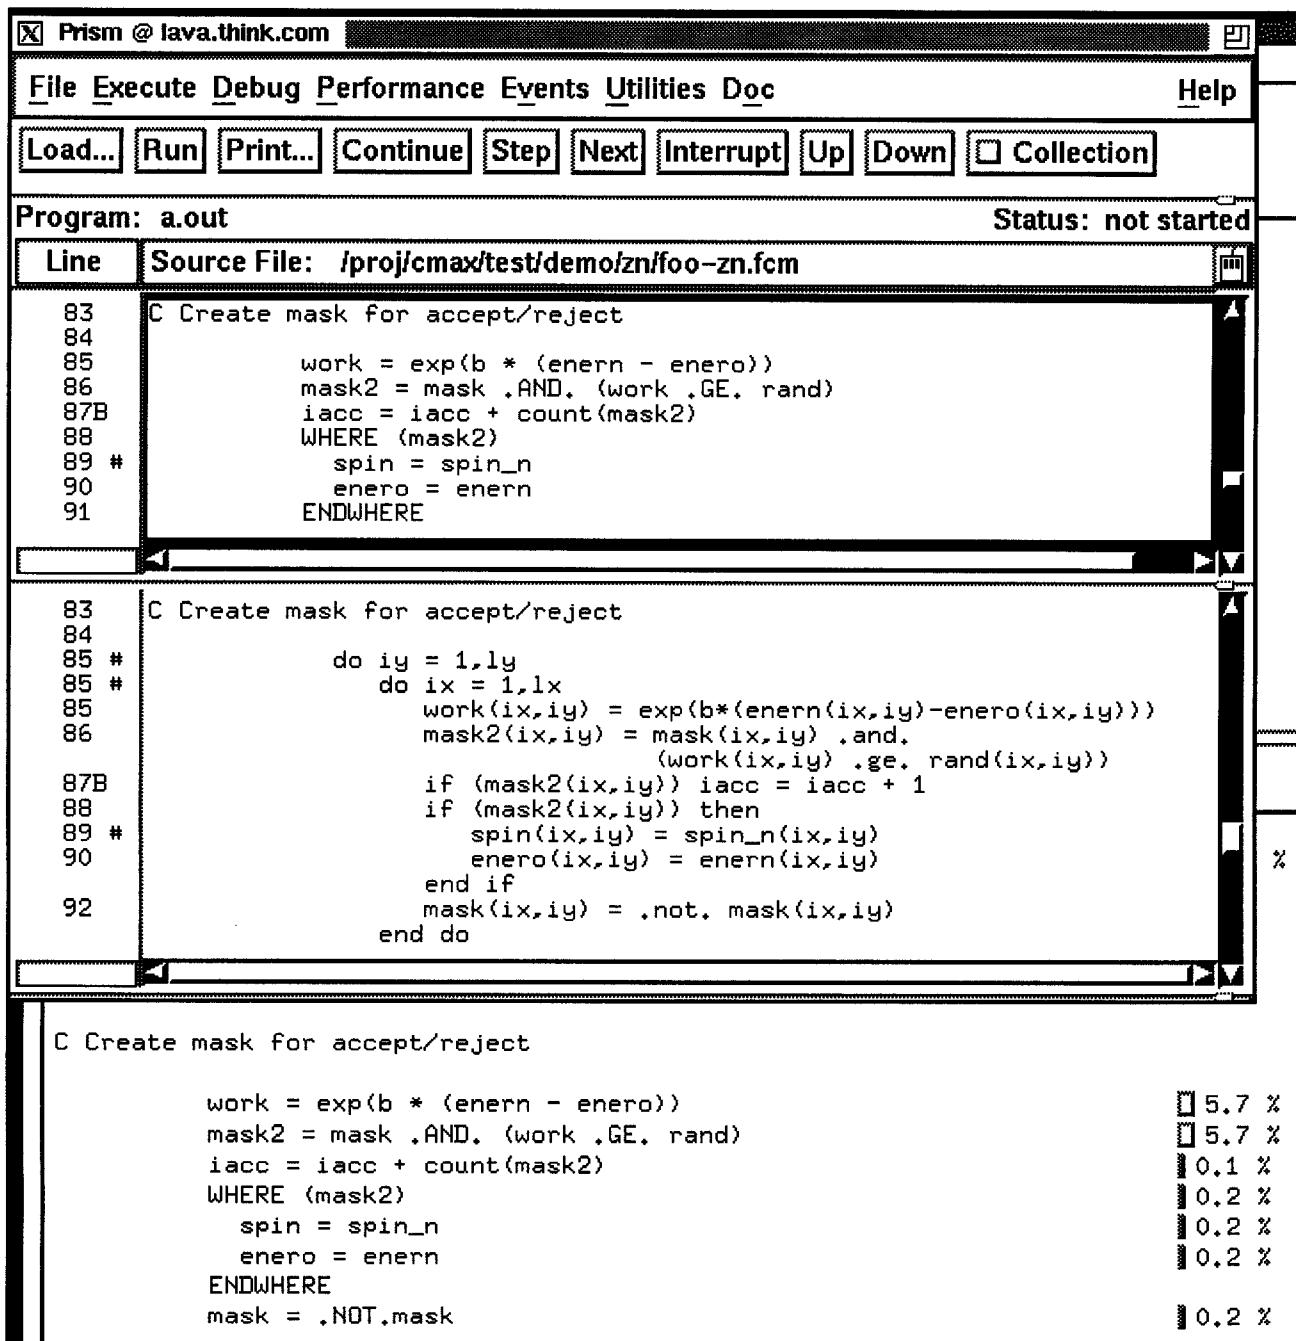 Prism @ lava.think.com
File Execute Debug Performance Events Utilities Doc Help
Load... Run Print... Continue Step Next Interrupt Up Down Collection
Program: a.out Status: not started
Line Source File: /proj/cmax/test/demo/zn/foo-zn.fcm
83 C Create mask for accept/reject
84
85 work = exp(b * (enern - enero))
86 mask2 = mask .AND. (work .GE. rand)
87B iacc = iacc + count(mask2)
88 WHERE (mask2)
89 # spin = spin_n
90 enero = enern
91 ENDWHERE
83 C Create mask for accept/reject
84
85 # do iy = 1,ly
85 # do ix = 1,lx
85 work(ix,iy) = exp(b*(enern(ix,iy)-enero(ix,iy)))
86 mask2(ix,iy) = mask(ix,iy) .and.
(work(ix,iy) .ge. rand(ix,iy))
87B if (mask2(ix,iy)) iacc = iacc + 1
88 if (mask2(ix,iy)) then
89 # spin(ix,iy) = spin_n(ix,iy)
90 enero(ix,iy) = enern(ix,iy)
%
end if
92 mask(ix,iy) = .not. mask(ix,iy)
end do
C Create mask for accept/reject
work = exp(b * (enern - enero)) 5.7 %
mask2 = mask .AND. (work .GE. rand) 5.7 %
iacc = iacc + count(mask2) 0.1 %
WHERE (mask2) 0.2 %
spin = spin_n 0.2 %
enero = enern 0.2 %
ENDWHERE
mask = .NOT.mask 0.2 %